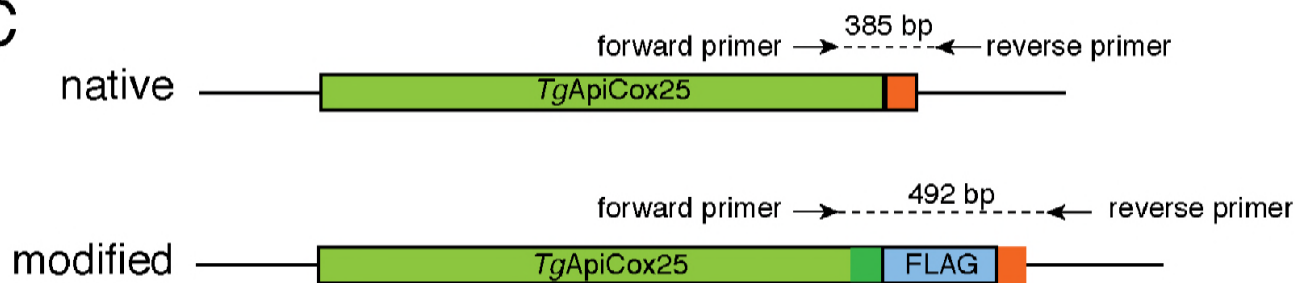 C
385 bp
forward primer reverse primer
native
TgApiCox25
492 bp
forward primer reverse primer
modified
TgApiCox25 FLAG